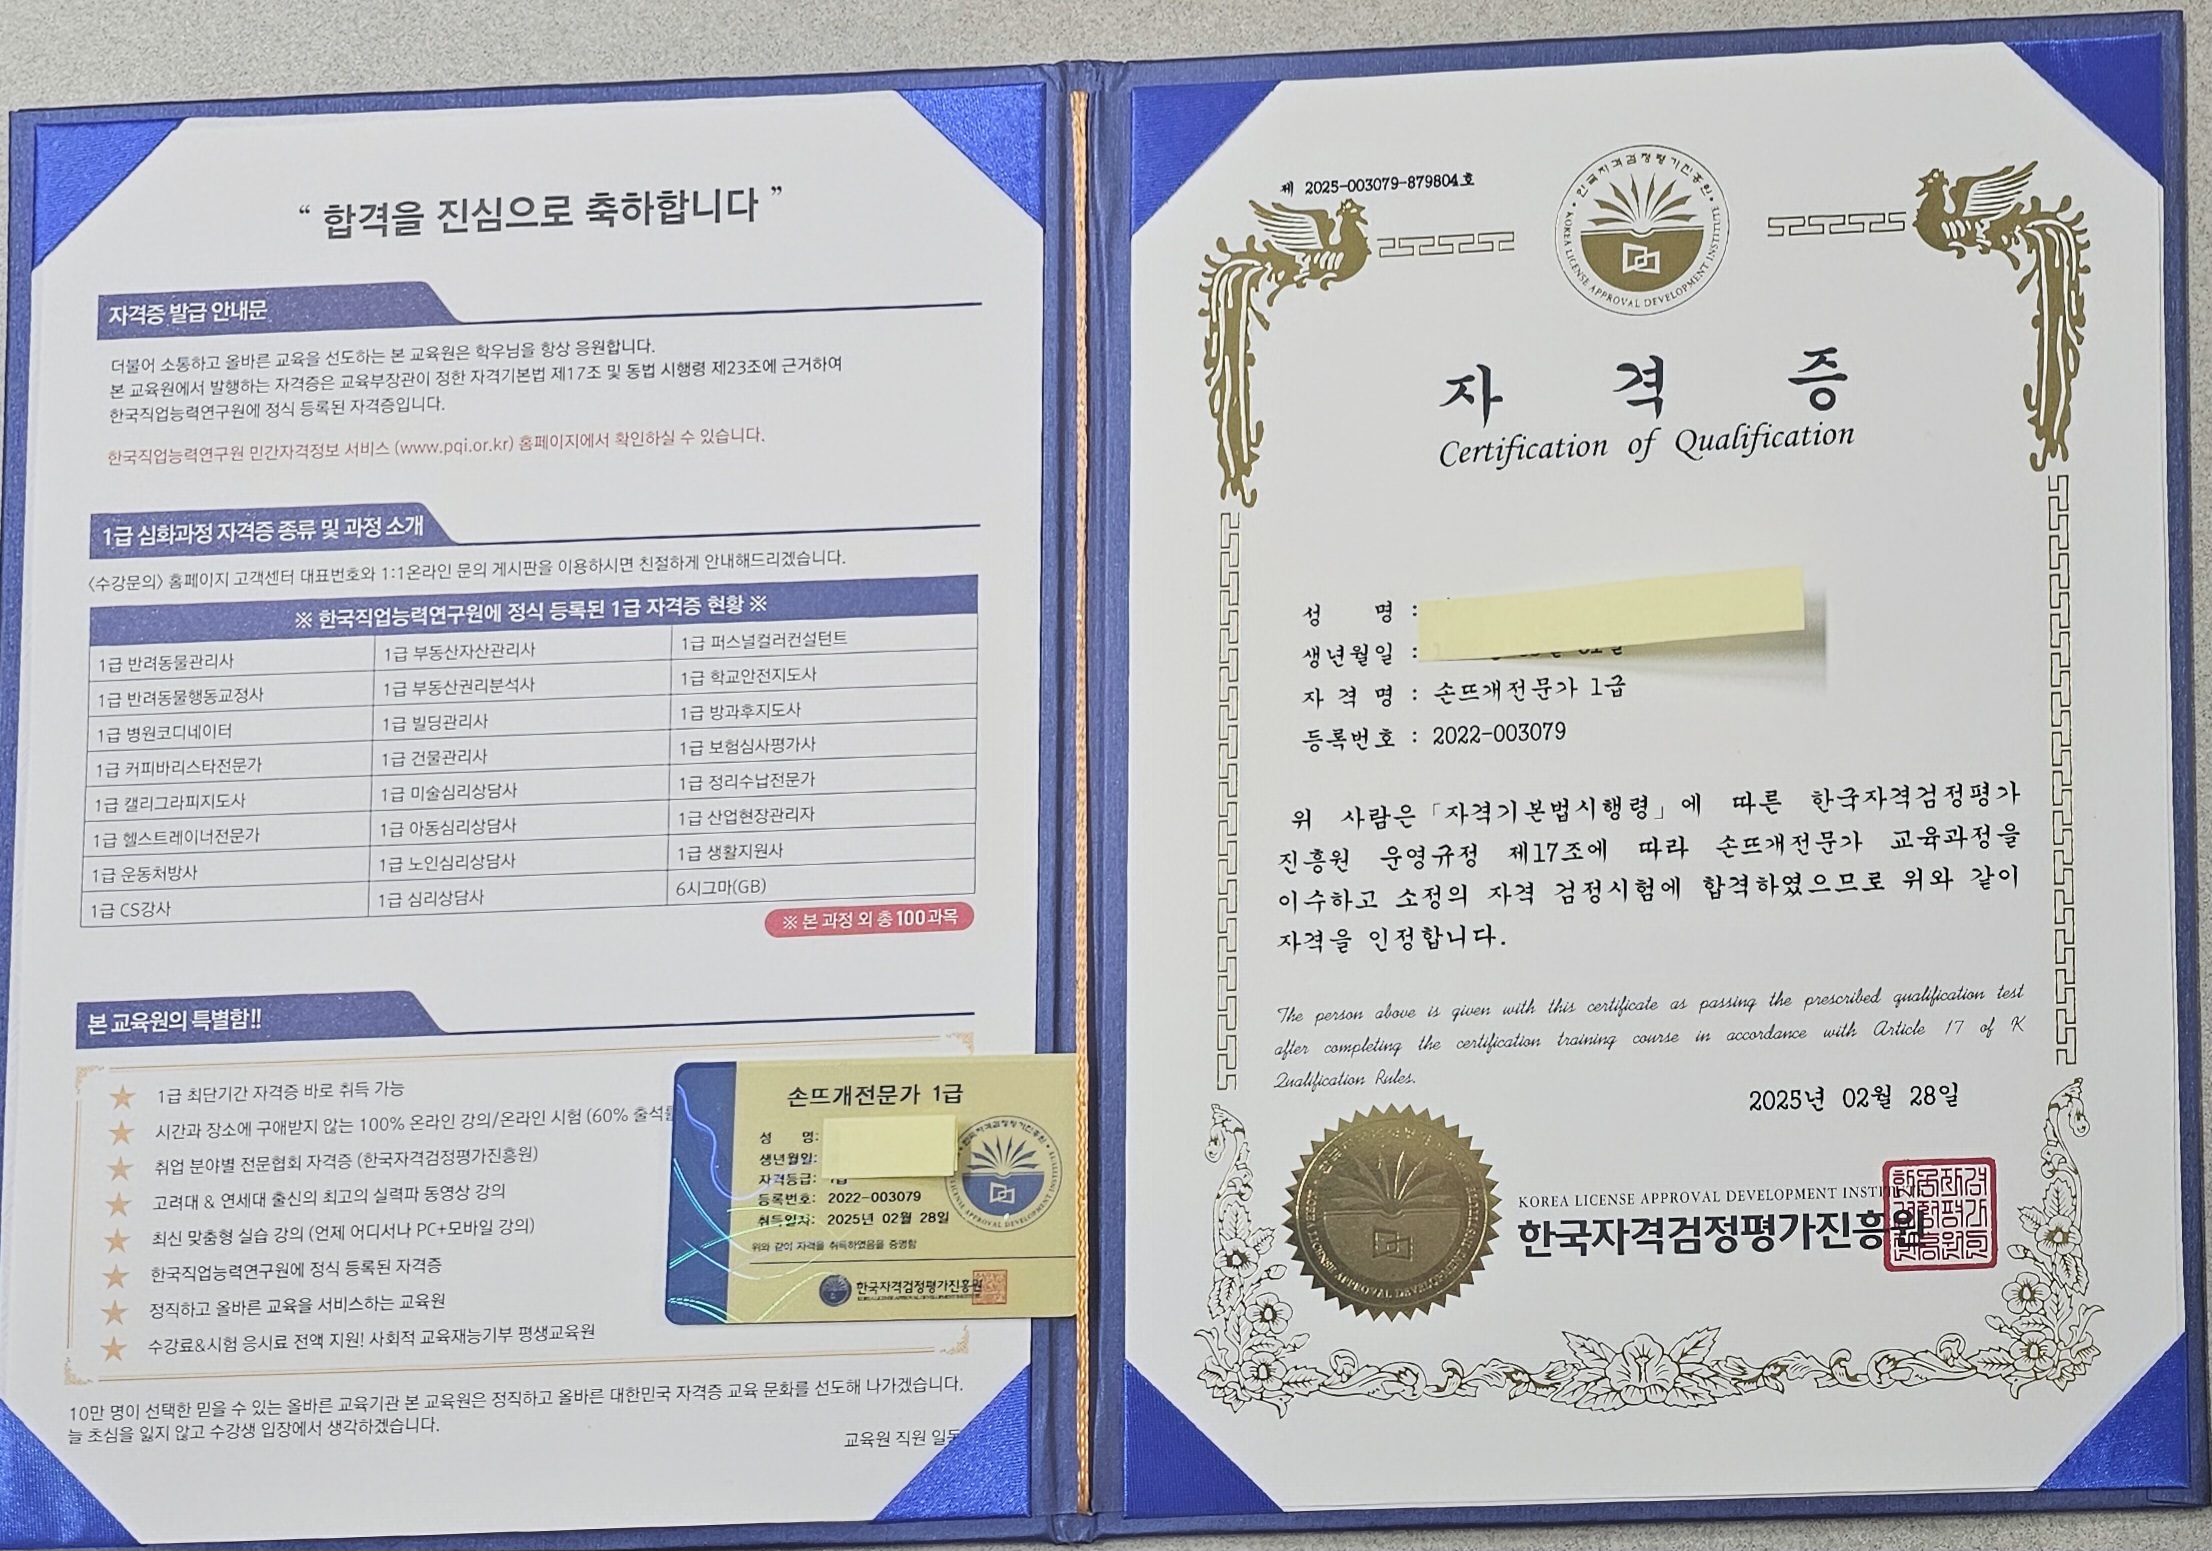 “ 합격을 진심으로 축하합니다 ”
자격증 발급 안내문
더불어 소통하고 올바른 교육을 선도하는 본 교육원은 학우님을 항상 응원합니다.
본 교육원에서 발행하는 자격증은 교육부장관이 정한 자격기본법 제17조 및 동법 시행령 제23조에 근거하여
한국직업능력연구원에 정식 등록된 자격증입니다.
한국직업능력연구원 민간자격정보 서비스 (www.pqi.or.kr) 홈페이지에서 확인하실 수 있습니다.
1급 심화과정 자격증 종류 및 과정 소개
<수강문의> 홈페이지 고객센터 대표번호와 1:1온라인 문의 게시판을 이용하시면 친절하게 안내해드리겠습니다.
※ 한국직업능력연구원에 정식 등록된 1급 자격증 현황 ※
1급 반려동물관리사 1급 부동산자산관리사 1급 퍼스널컬러컨설턴트
1급 반려동물행동교정사 1급 부동산권리분석사 1급 학교안전지도사
1급 병원코디네이터 1급 빌딩관리사 1급 방과후지도사
1급 커피바리스타전문가 1급 건물관리사 1급 보험심사평가사
1급 캘리그라피지도사 1급 미술심리상담사 1급 정리수납전문가
1급 헬스트레이너전문가 1급 아동심리상담사 1급 산업현장관리자
1급 운동처방사 1급 노인심리상담사 1급 생활지원사
1급 CS강사 1급 심리상담사 6시그마(GB)
※ 본 과정 외 총 100과목
본 교육원의 특별함!!
★ 1급 최단기간 자격증 바로 취득 가능
★ 시간과 장소에 구애받지 않는 100% 온라인 강의/온라인 시험 (60% 출석률
★ 취업 분야별 전문협회 자격증 (한국자격검정평가진흥원)
★ 고려대 & 연세대 출신의 최고의 실력파 동영상 강의
★ 최신 맞춤형 실습 강의 (언제 어디서나 PC+모바일 강의)
★ 한국직업능력연구원에 정식 등록된 자격증
★ 정직하고 올바른 교육을 서비스하는 교육원
★ 수강료&시험 응시료 전액 지원! 사회적 교육재능기부 평생교육원
10만 명이 선택한 믿을 수 있는 올바른 교육기관 본 교육원은 정직하고 올바른 대한민국 자격증 교육 문화를 선도해 나가겠습니다.
늘 초심을 잃지 않고 수강생 입장에서 생각하겠습니다.
교육원 직원 일동
손뜨개전문가 1급
성 명:
생년월일:
자격등급: 1급
등록번호: 2022-003079
취득일자: 2025년 02월 28일
위와 같이 자격을 취득하였음을 증명함
한국자격검정평가진흥원
KOREA LICENSE APPROVAL DEVELOPMENT INSTITUTE
제 2025-003079-879804호
한국자격검정평가진흥원
KOREA LICENSE APPROVAL DEVELOPMENT INSTITUTE
자 격 증
Certification of Qualification
성 명 :
생년월일 :
자 격 명 : 손뜨개전문가 1급
등록번호 : 2022-003079
위 사람은「자격기본법시행령」에 따른 한국자격검정평가
진흥원 운영규정 제17조에 따라 손뜨개전문가 교육과정을
이수하고 소정의 자격 검정시험에 합격하였으므로 위와 같이
자격을 인정합니다.
The person above is given with this certificate as passing the prescribed qualification test
after completing the certification training course in accordance with Article 17 of K
Qualification Rules.
2025년 02월 28일
KOREA LICENSE APPROVAL DEVELOPMENT INSTITUTE
한국자격검정평가진흥원